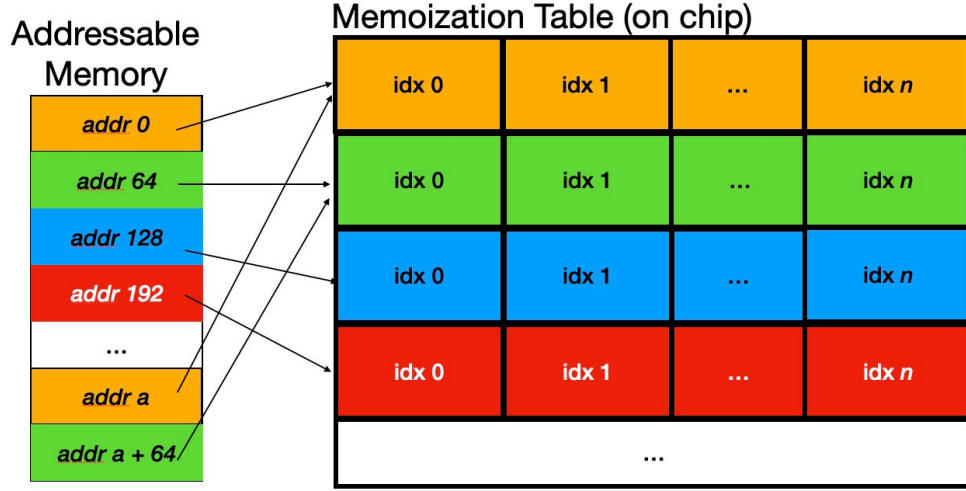 Memoization Table (on chip)
Addressable
Memory
addr 0
addr 64
addr 128
addr 192
...
addr a
addr a + 64
idx 0 idx 1 ... idx n
idx 0 idx 1 ... idx n
idx 0 idx 1 ... idx n
idx 0 idx 1 ... idx n
...